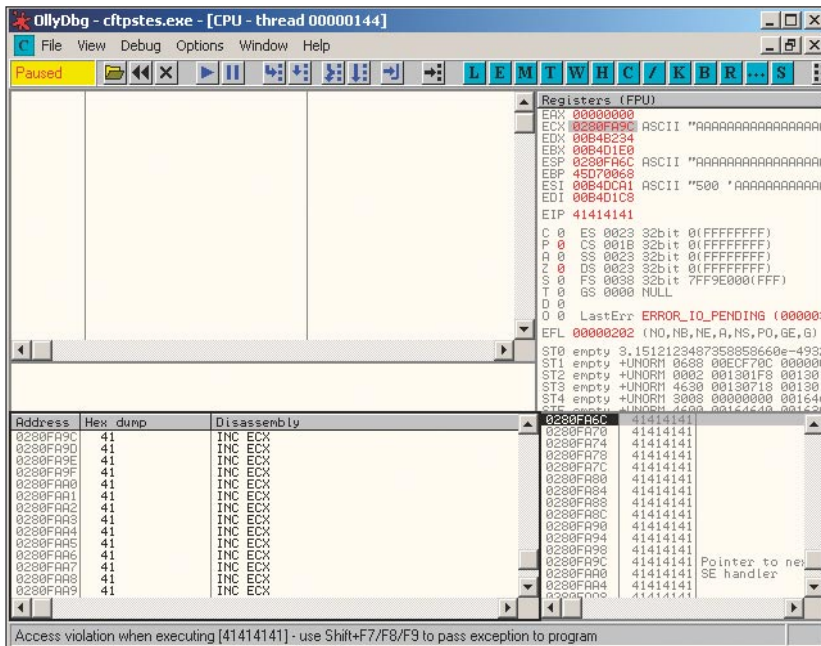 OllyDbg - cftpstes.exe - [CPU - thread 00000144]
C File View Debug Options Window Help
Paused L E M T W H C / K B R ... S
Registers (FPU)
EAX 00000000
ECX 0280FA9C ASCII "AAAAAAAAAAAAAAAA
EDX 00B4B234
EBX 00B4D1E0
ESP 0280FA6C ASCII "AAAAAAAAAAAAAAAA
EBP 45D70068
ESI 00B4DCA1 ASCII "500 'AAAAAAAAAAA
EDI 00B4D1C8
EIP 41414141
C 0 ES 0023 32bit 0(FFFFFFFF)
P 0 CS 001B 32bit 0(FFFFFFFF)
A 0 SS 0023 32bit 0(FFFFFFFF)
Z 0 DS 0023 32bit 0(FFFFFFFF)
S 0 FS 0038 32bit 7FF9E000(FFF)
T 0 GS 0000 NULL
D 0
O 0 LastErr ERROR_IO_PENDING
EFL 00000202 (NO,NB,NE,A,NS,PO,GE,G)
ST0 empty 3.1512123487358858660e-493
ST1 empty +UNORM 0688 00ECF70C
ST2 empty +UNORM 0002 001301F8 00130
ST3 empty +UNORM 4630 00130718 00130
ST4 empty +UNORM 3008 00000000 00164
Address Hex dump Disassembly
0280FA9C 41 INC ECX
0280FA9D 41 INC ECX
0280FA9E 41 INC ECX
0280FA9F 41 INC ECX
0280FAA0 41 INC ECX
0280FAA1 41 INC ECX
0280FAA2 41 INC ECX
0280FAA3 41 INC ECX
0280FAA4 41 INC ECX
0280FAA5 41 INC ECX
0280FAA6 41 INC ECX
0280FAA7 41 INC ECX
0280FAA8 41 INC ECX
0280FAA9 41 INC ECX
0280FA6C 41414141
0280FA70 41414141
0280FA74 41414141
0280FA78 41414141
0280FA7C 41414141
0280FA80 41414141
0280FA84 41414141
0280FA88 41414141
0280FA8C 41414141
0280FA90 41414141
0280FA94 41414141
0280FA98 41414141
0280FA9C 41414141 Pointer to
0280FAA0 41414141 SE handler
0280FAA4 41414141
Access violation when executing [41414141] - use Shift+F7/F8/F9 to pass exception to program